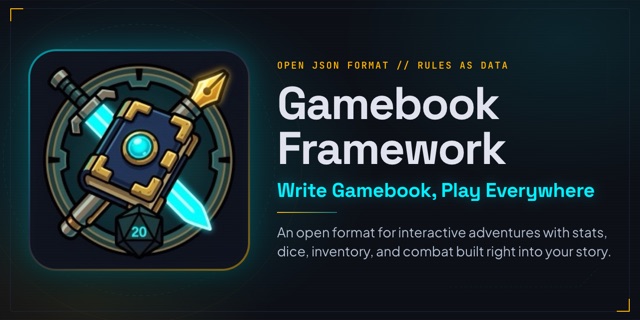 OPEN JSON FORMAT // RULES AS DATA
Gamebook
Framework
Write Gamebook, Play Everywhere
An open format for interactive adventures with stats,
dice, inventory, and combat built right into your story.
20